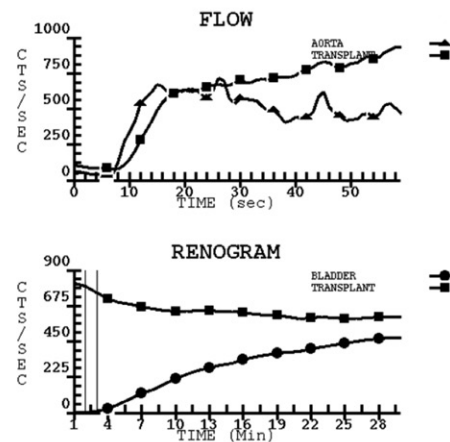 FLOW
1000
750
500
250
0
CTS/SEC
AORTA
TRANSPLANT
0 10 20 30 40 50
TIME (sec)
RENOGRAM
900
675
450
225
0
CTS/SEC
BLADDER
TRANSPLANT
1 4 7 10 13 16 19 22 25 28
TIME (Min)